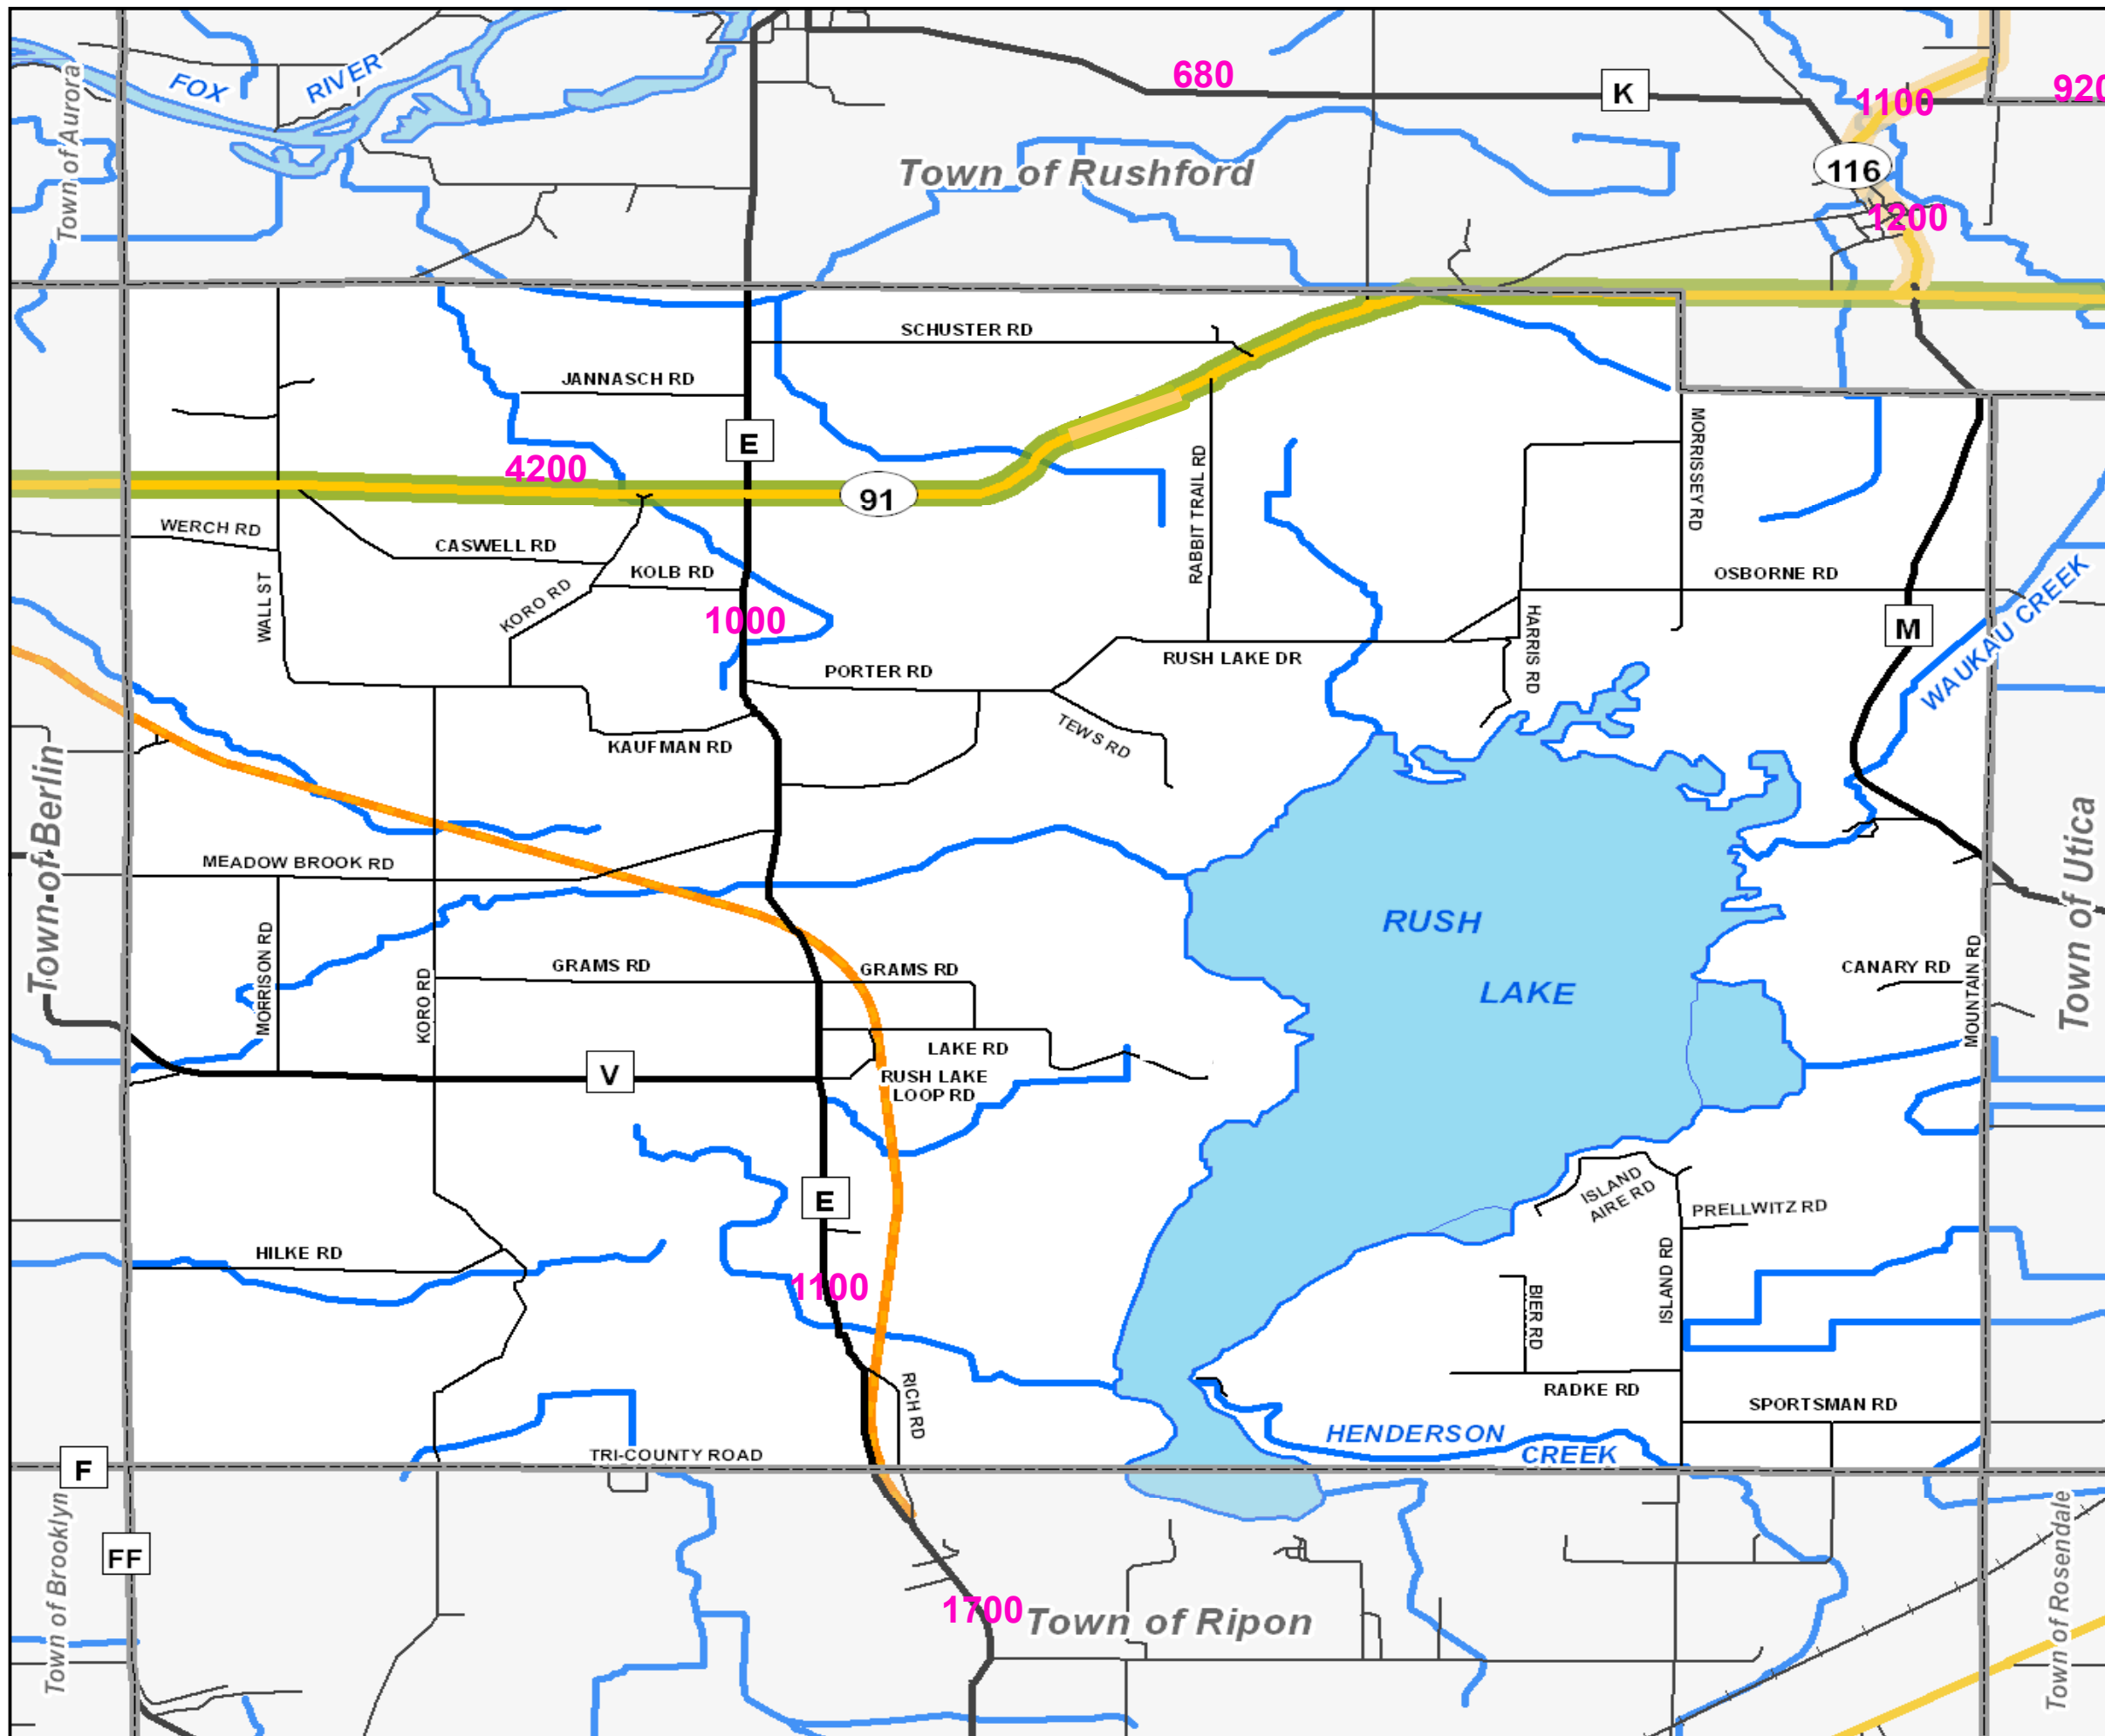 680
K
1100
920
FOX
RIVER
Town of Aurora
Town of Rushford
116
1200
SCHUSTER RD
JANNASCH RD
E
4200
91
MORRISSEY RD
RABBIT TRAIL RD
WERCH RD
CASWELL RD
KOLB RD
OSBORNE RD
WALL ST
KORO RD
1000
HARRIS RD
M
WAUKAU CREEK
PORTER RD
RUSH LAKE DR
TEWS RD
KAUFMAN RD
Town of Berlin
MEADOW BROOK RD
Town of Utica
RUSH
LAKE
MORRISON RD
KORO RD
GRAMS RD
GRAMS RD
CANARY RD
MOUNTAIN RD
LAKE RD
V
RUSH LAKE
LOOP RD
E
ISLAND
AIRE RD
PRELLWITZ RD
HILKE RD
ISLAND RD
1100
BIER RD
RICH RD
RADKE RD
SPORTSMAN RD
HENDERSON
CREEK
TRI-COUNTY ROAD
F
Town of Brooklyn
FF
1700
Town of Ripon
Town of Rosendale